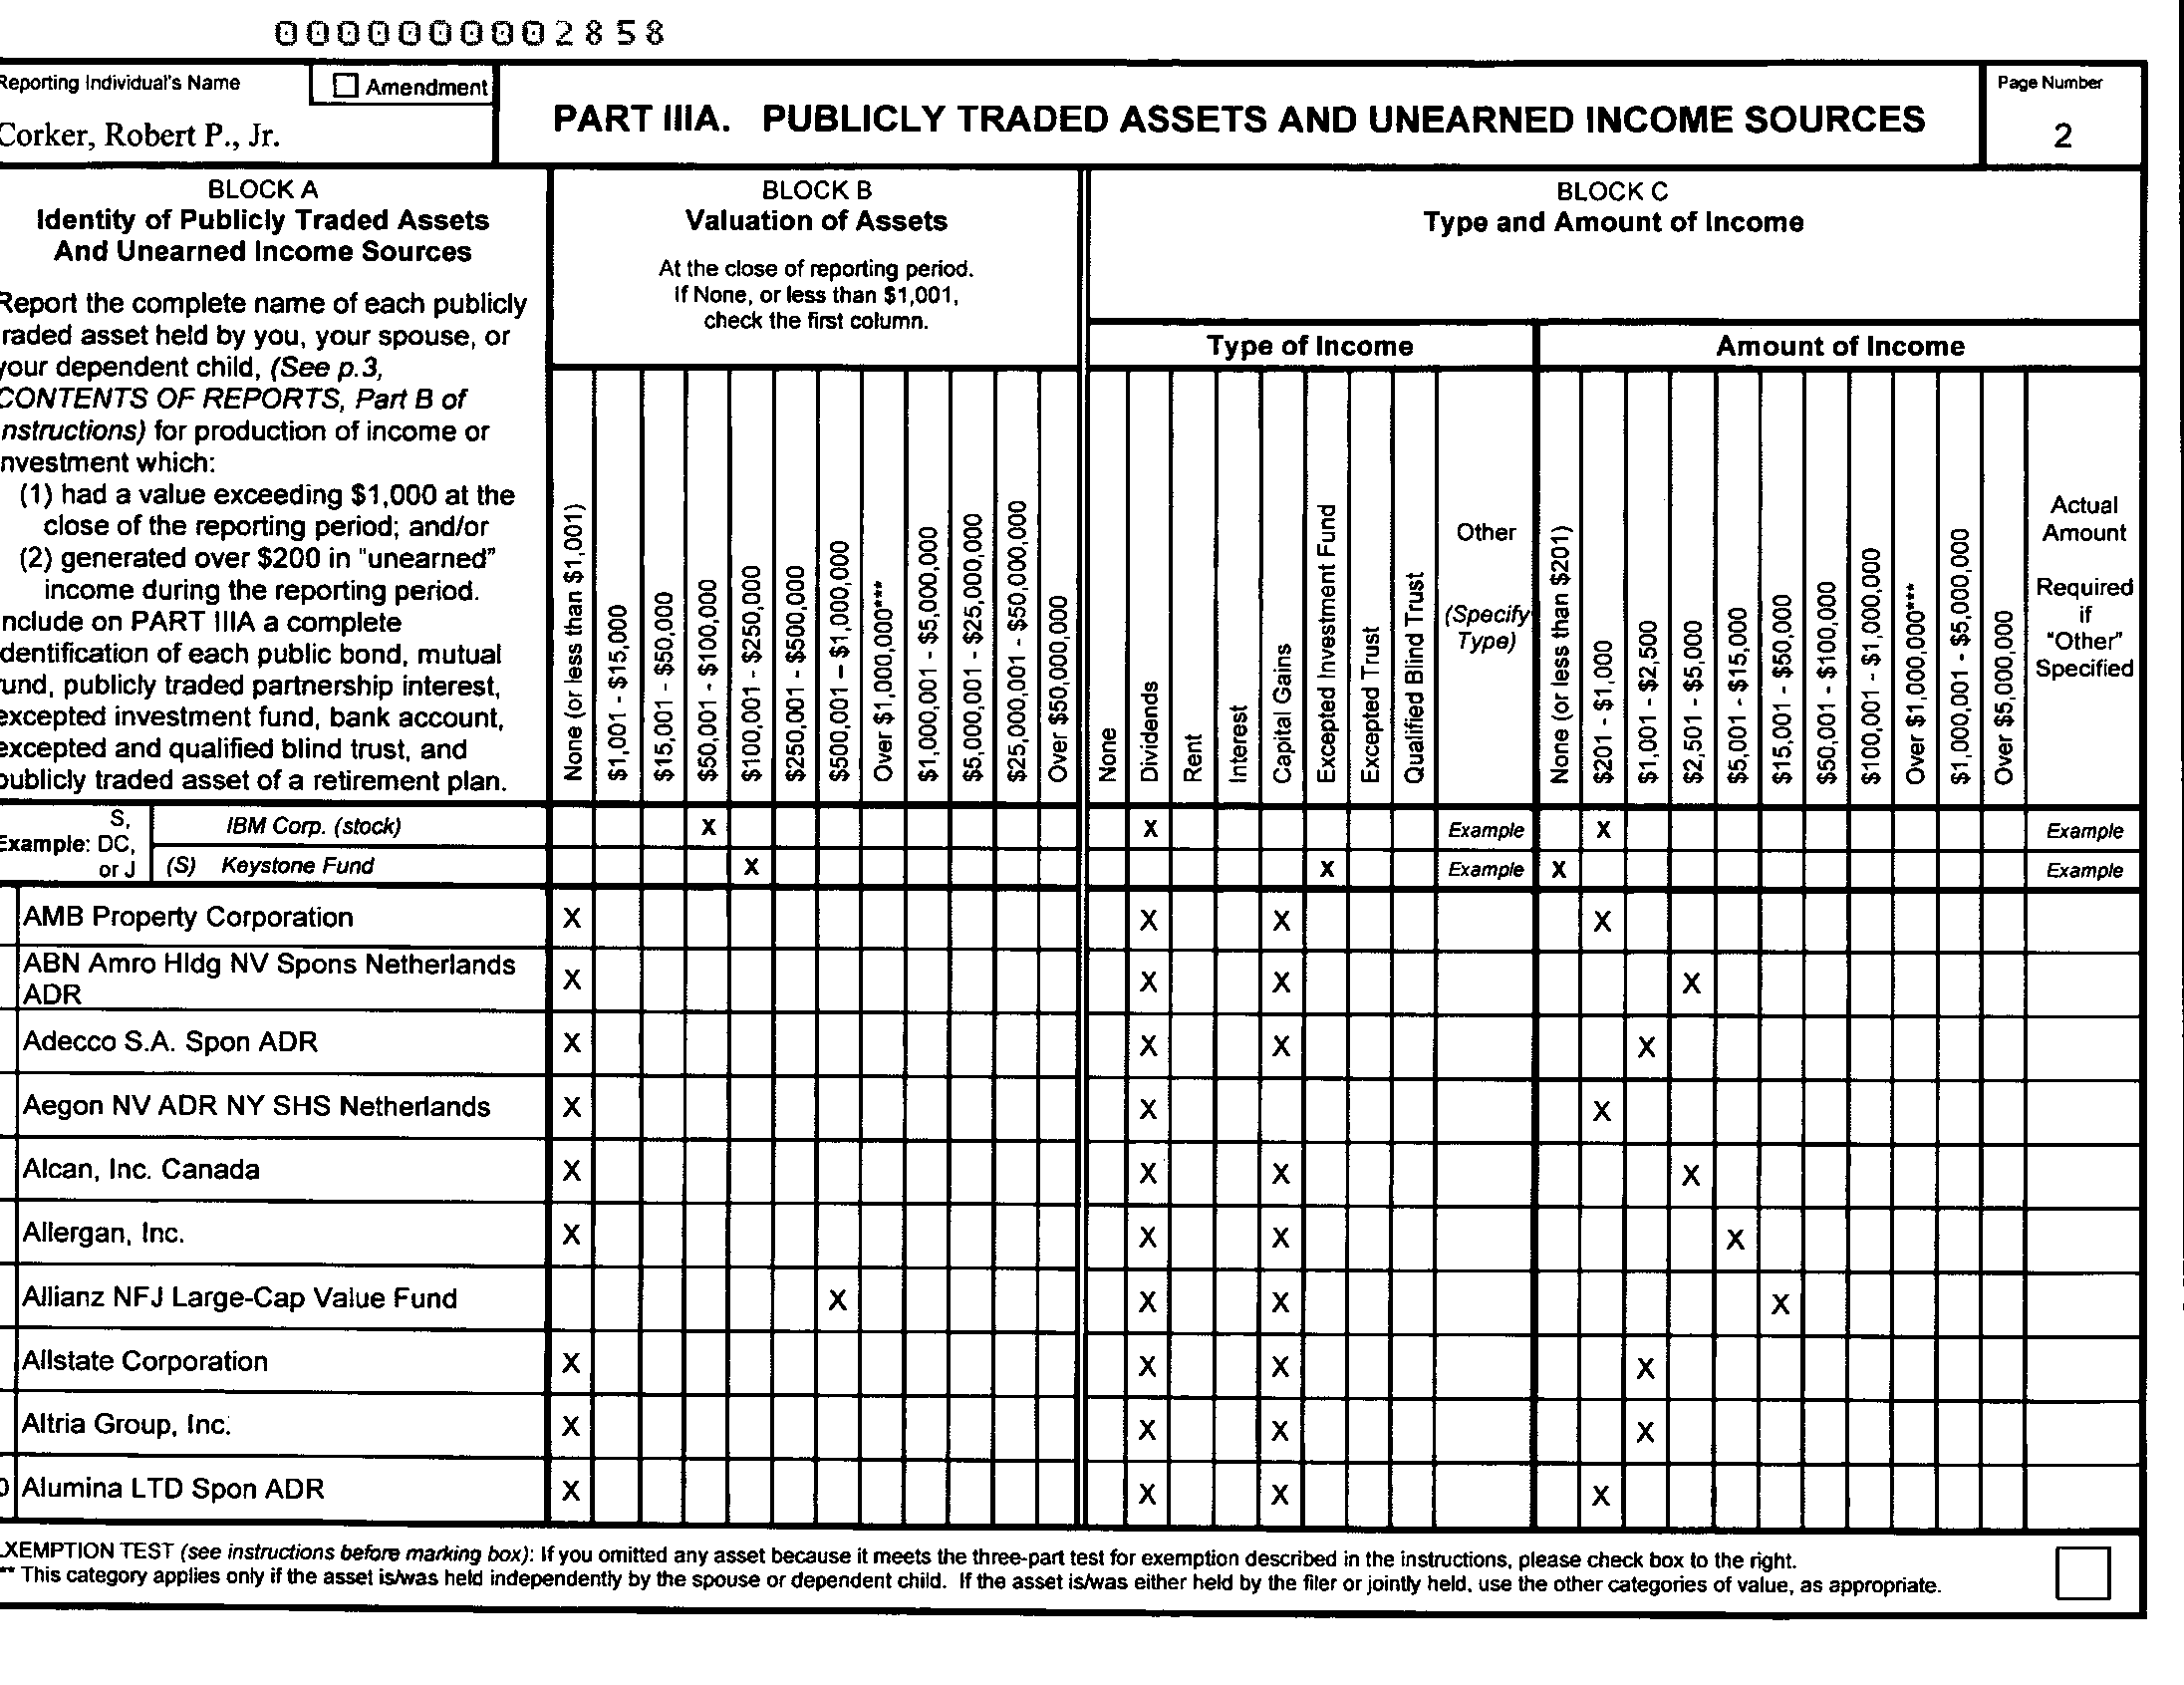 0000000002858
Reporting Individual's Name
Amendment
Corker, Robert P., Jr.
PART IIIA. PUBLICLY TRADED ASSETS AND UNEARNED INCOME SOURCES
Page Number
2
BLOCK A
Identity of Publicly Traded Assets
And Unearned Income Sources
Report the complete name of each publicly
raded asset held by you, your spouse, or
your dependent child, (See p.3,
CONTENTS OF REPORTS, Part B of
nstructions) for production of income or
nvestment which:
(1) had a value exceeding $1,000 at the
close of the reporting period; and/or
(2) generated over $200 in "unearned"
income during the reporting period.
nclude on PART IIIA a complete
dentification of each public bond, mutual
und, publicly traded partnership interest,
excepted investment fund, bank account,
excepted and qualified blind trust, and
publicly traded asset of a retirement plan.
BLOCK B
Valuation of Assets
At the close of reporting period.
If None, or less than $1,001,
check the first column.
BLOCK C
Type and Amount of Income
Type of Income
Amount of Income
None (or less than $1,001)
$1,001 - $15,000
$15,001 - $50,000
$50,001 - $100,000
$100,001 - $250,000
$250,001 - $500,000
$500,001 – $1,000,000
Over $1,000,000***
$1,000,001 - $5,000,000
$5,000,001 - $25,000,000
$25,000,001 - $50,000,000
Over $50,000,000
None
Dividends
Rent
Interest
Capital Gains
Excepted Investment Fund
Excepted Trust
Qualified Blind Trust
Other
(Specify
Type)
None (or less than $201)
$201 - $1,000
$1,001 - $2,500
$2,501 - $5,000
$5,001 - $15,000
$15,001 - $50,000
$50,001 - $100,000
$100,001 - $1,000,000
Over $1,000,000***
$1,000,001 - $5,000,000
Over $5,000,000
Actual
Amount
Required
if
"Other"
Specified
Example:
S,
DC,
or J
IBM Corp. (stock) X X Example X Example
(S) Keystone Fund X X Example X Example
AMB Property Corporation X X X X
ABN Amro Hldg NV Spons Netherlands
ADR X X X X
Adecco S.A. Spon ADR X X X X
Aegon NV ADR NY SHS Netherlands X X X
Alcan, Inc. Canada X X X X
Allergan, Inc. X X X X
Allianz NFJ Large-Cap Value Fund X X X X
Allstate Corporation X X X X
Altria Group, Inc. X X X X
0 Alumina LTD Spon ADR X X X X
XEMPTION TEST (see instructions before marking box): If you omitted any asset because it meets the three-part test for exemption described in the instructions, please check box to the right.
** This category applies only if the asset is/was held independently by the spouse or dependent child. If the asset is/was either held by the filer or jointly held, use the other categories of value, as appropriate.